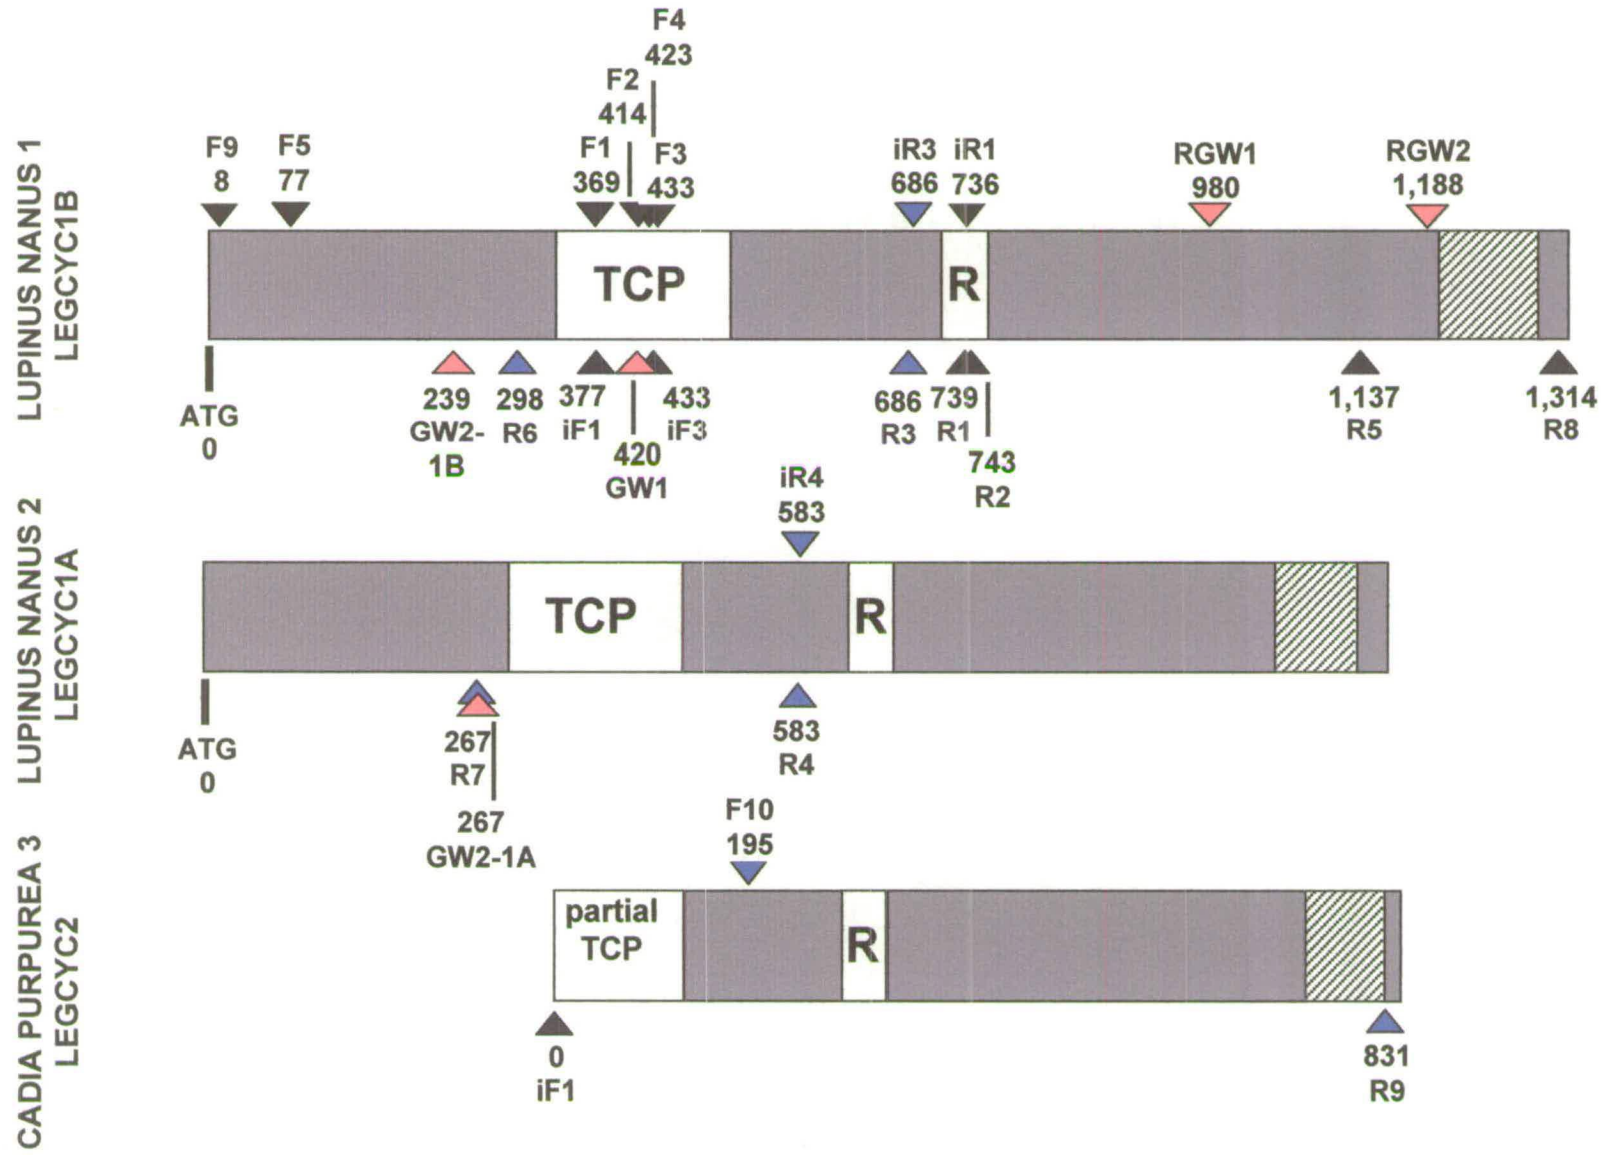 LUPINUS NANUS 1
LEGCYC1B
F9
8
F5
77
F1
369
F2
414
F4
423
F3
433
iR3
686
iR1
736
RGW1
980
RGW2
1,188
TCP
R
ATG
0
239
GW2-
1B
298
R6
377
iF1
420
GW1
433
iF3
686
R3
739
R1
743
R2
1,137
R5
1,314
R8
LUPINUS NANUS 2
LEGCYC1A
iR4
583
TCP
R
ATG
0
267
R7
267
GW2-1A
583
R4
CADIA PURPUREA 3
LEGCYC2
F10
195
partial
TCP
R
0
iF1
831
R9